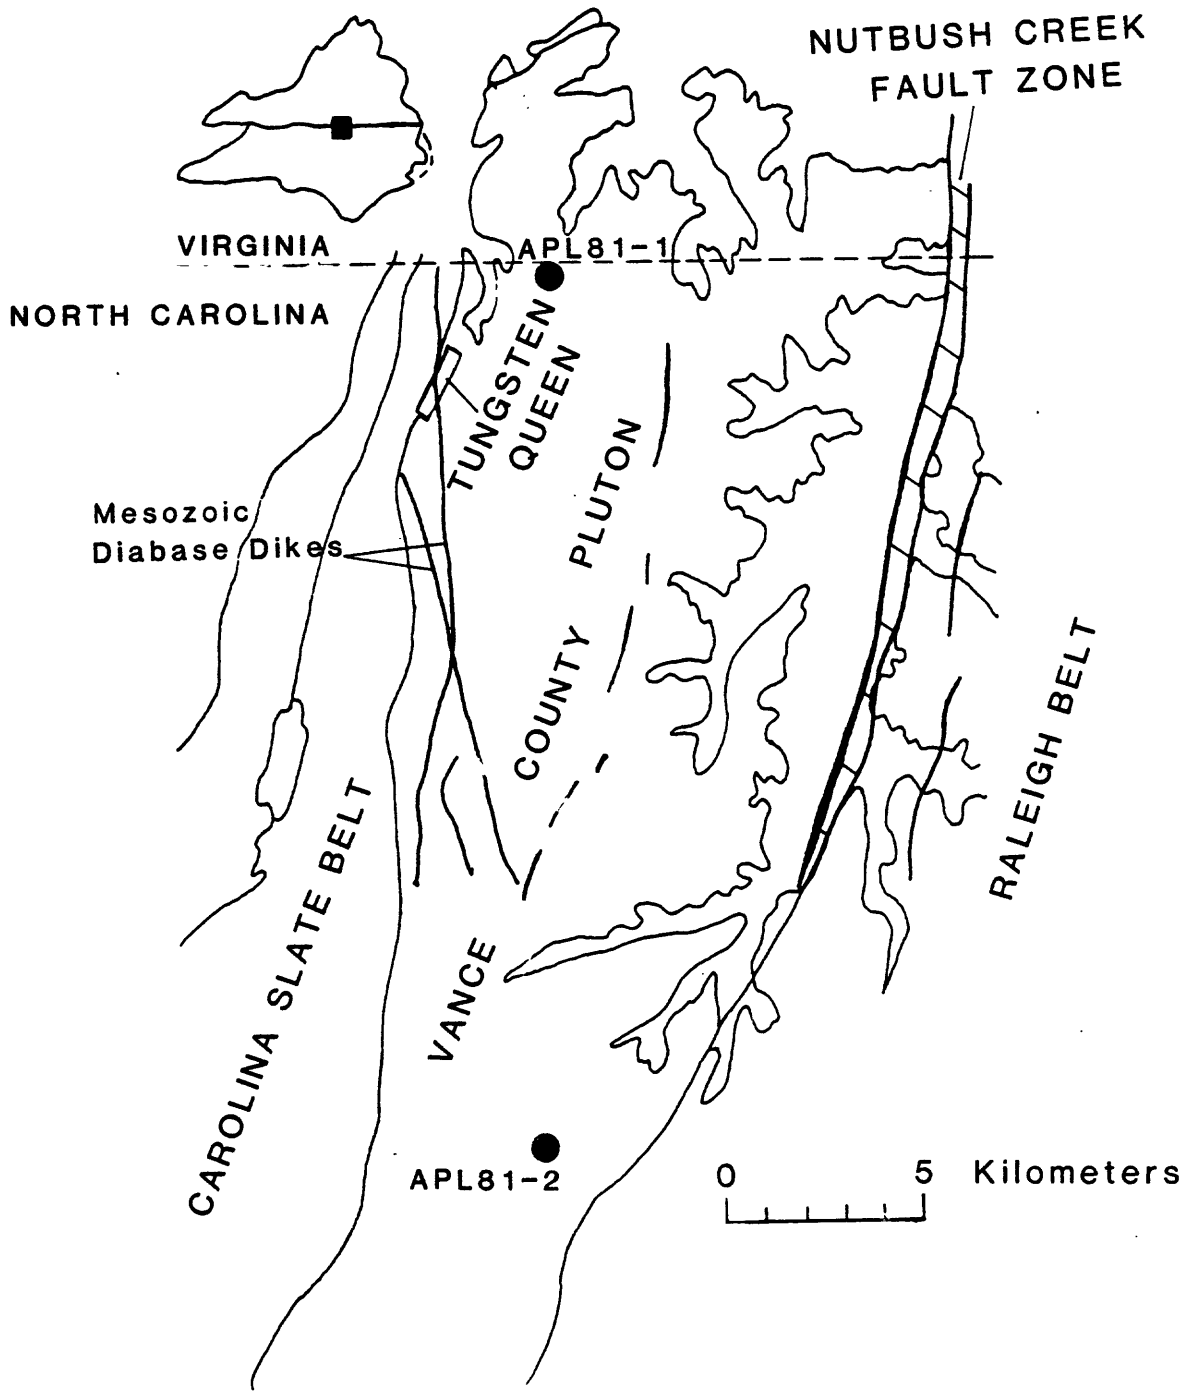 NUTBUSH CREEK
FAULT ZONE
VIRGINIA
APL81-1
NORTH CAROLINA
TUNGSTEN
QUEEN
Mesozoic
Diabase Dikes
VANCE COUNTY PLUTON
RALEIGH BELT
CAROLINA SLATE BELT
APL81-2
0 5 Kilometers